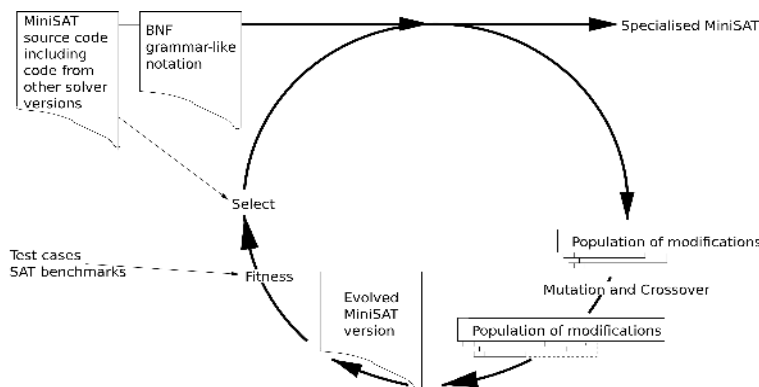 MiniSAT
source code
including
code from
other solver
versions
BNF
grammar-like
notation
Specialised MiniSAT
Select
Test cases
SAT benchmarks
Fitness
Evolved
MiniSAT
version
Population of modifications
Mutation and Crossover
Population of modifications